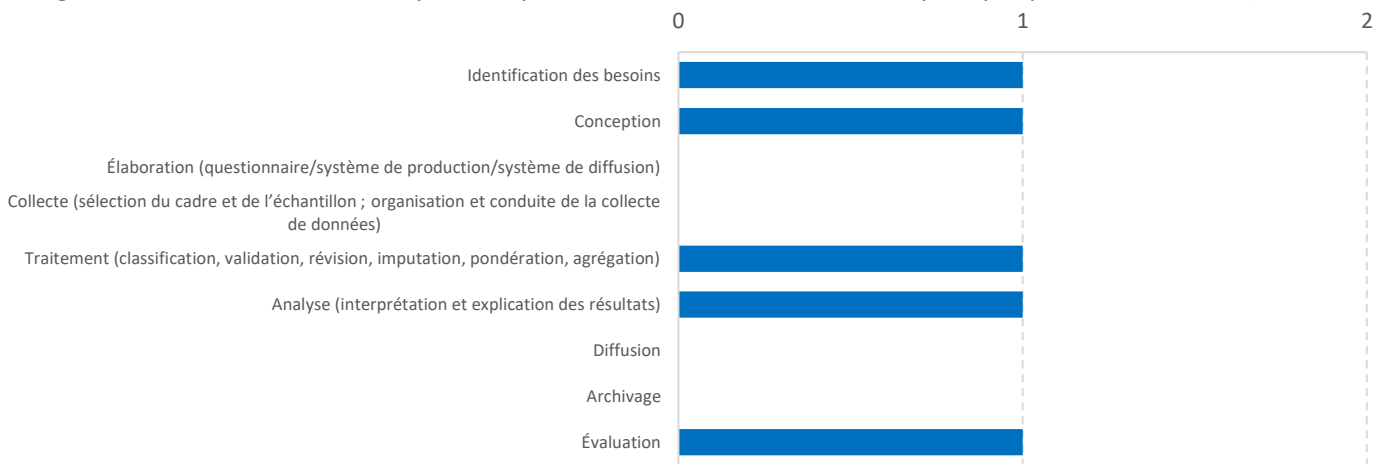 0 1 2
Identification des besoins
Conception
Élaboration (questionnaire/système de production/système de diffusion)
Collecte (sélection du cadre et de l’échantillon ; organisation et conduite de la collecte
de données)
Traitement (classification, validation, révision, imputation, pondération, agrégation)
Analyse (interprétation et explication des résultats)
Diffusion
Archivage
Évaluation